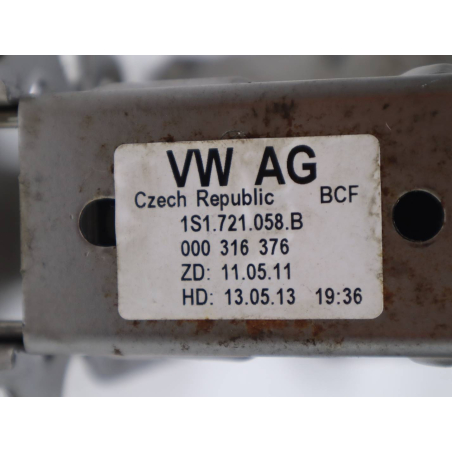 VW AG
Czech Republic BCF
1S1.721.058.B
000 316 376
ZD: 11.05.11
HD: 13.05.13 19:36